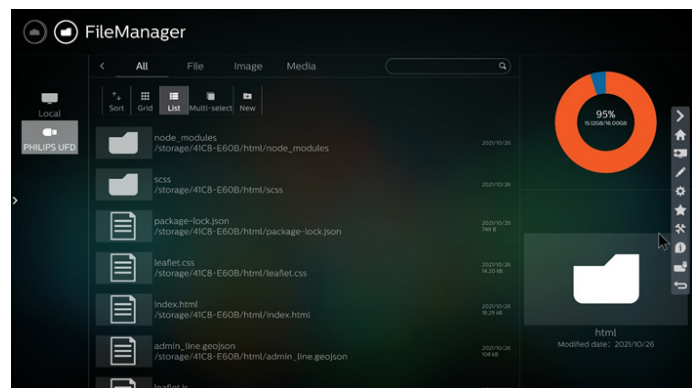 FileManager
All File Image Media
Local
PHILIPS UFD
Sort Grid List Multi-select New
node_modules
/storage/41C8-E60B/html/node_modules
2021/10/26
scss
/storage/41C8-E60B/html/scss
2021/10/26
package-lock.json
/storage/41C8-E60B/html/package-lock.json
2021/10/26
749 B
leaflet.css
/storage/41C8-E60B/html/leaflet.css
2021/10/26
14.20 kB
index.html
/storage/41C8-E60B/html/index.html
2021/10/26
18.29 kB
admin_line.geojson
/storage/41C8-E60B/html/admin_line.geojson
2021/10/26
108 kB
leaflet.js
95%
15.12GB/16.00GB
html
Modified date: 2021/10/26